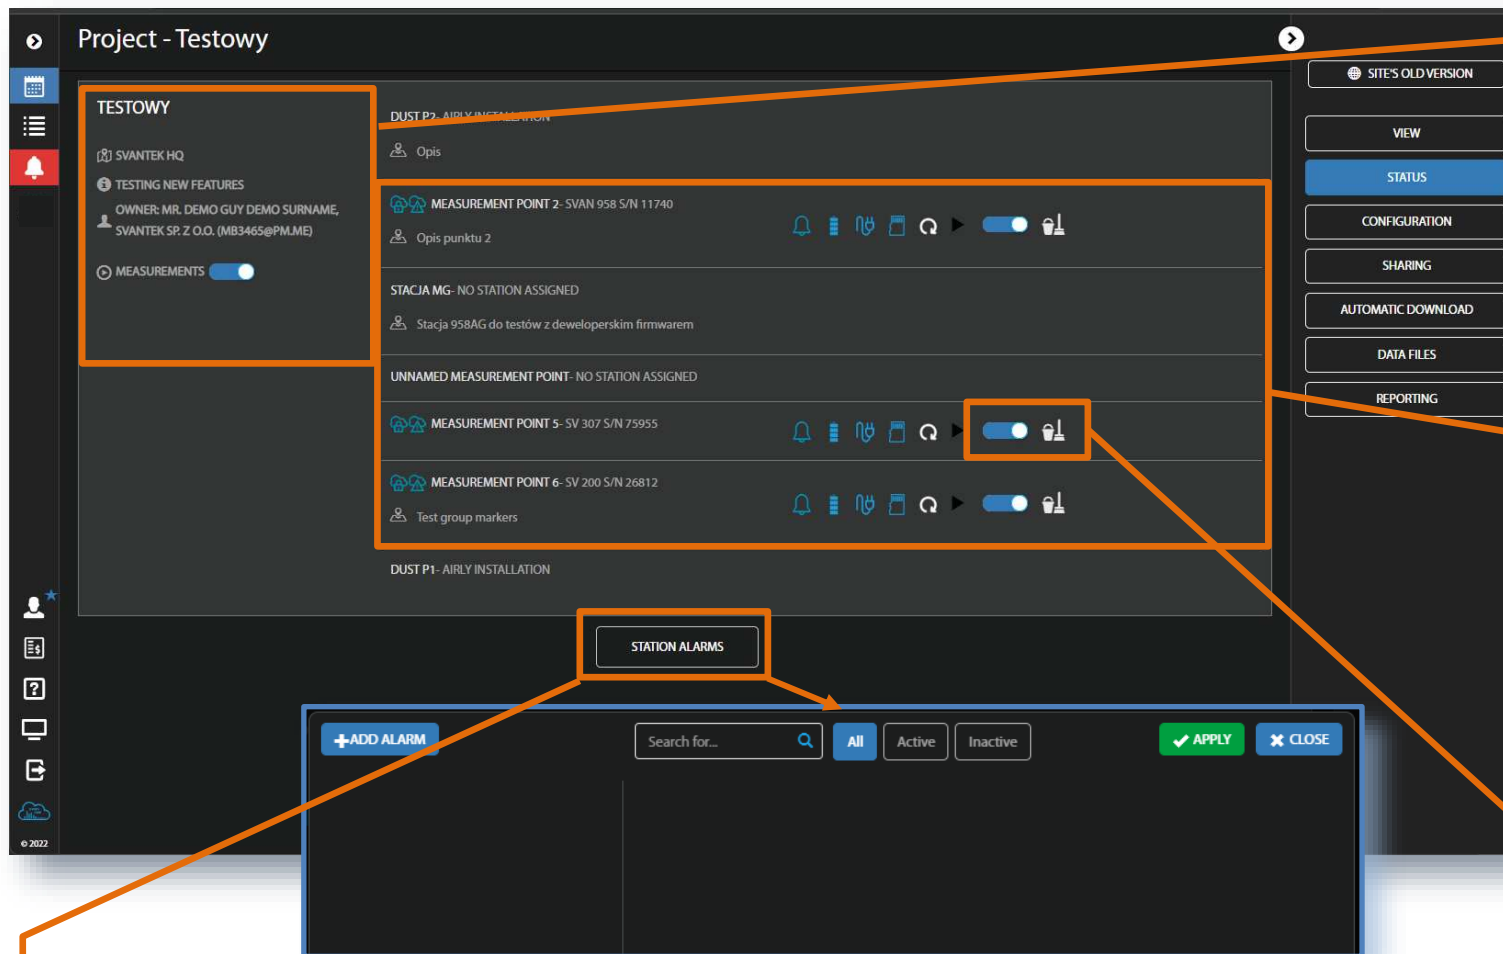 Project - Testowy
SITE'S OLD VERSION
VIEW
STATUS
CONFIGURATION
SHARING
AUTOMATIC DOWNLOAD
DATA FILES
REPORTING
TESTOWY
SVANTEK HQ
TESTING NEW FEATURES
OWNER: MR. DEMO GUY DEMO SURNAME,
SVANTEK SP. Z O.O. (MB3465@PM.ME)
MEASUREMENTS
DUST P2- AIRLY INSTALLATION
Opis
MEASUREMENT POINT 2- SVAN 958 S/N 11740
Opis punktu 2
STACJA MG- NO STATION ASSIGNED
Stacja 958AG do testów z deweloperskim firmwarem
UNNAMED MEASUREMENT POINT- NO STATION ASSIGNED
MEASUREMENT POINT 5- SV 307 S/N 75955
MEASUREMENT POINT 6- SV 200 S/N 26812
Test group markers
DUST P1- AIRLY INSTALLATION
STATION ALARMS
+ADD ALARM
Search for...
All
Active
Inactive
APPLY
CLOSE
© 2022